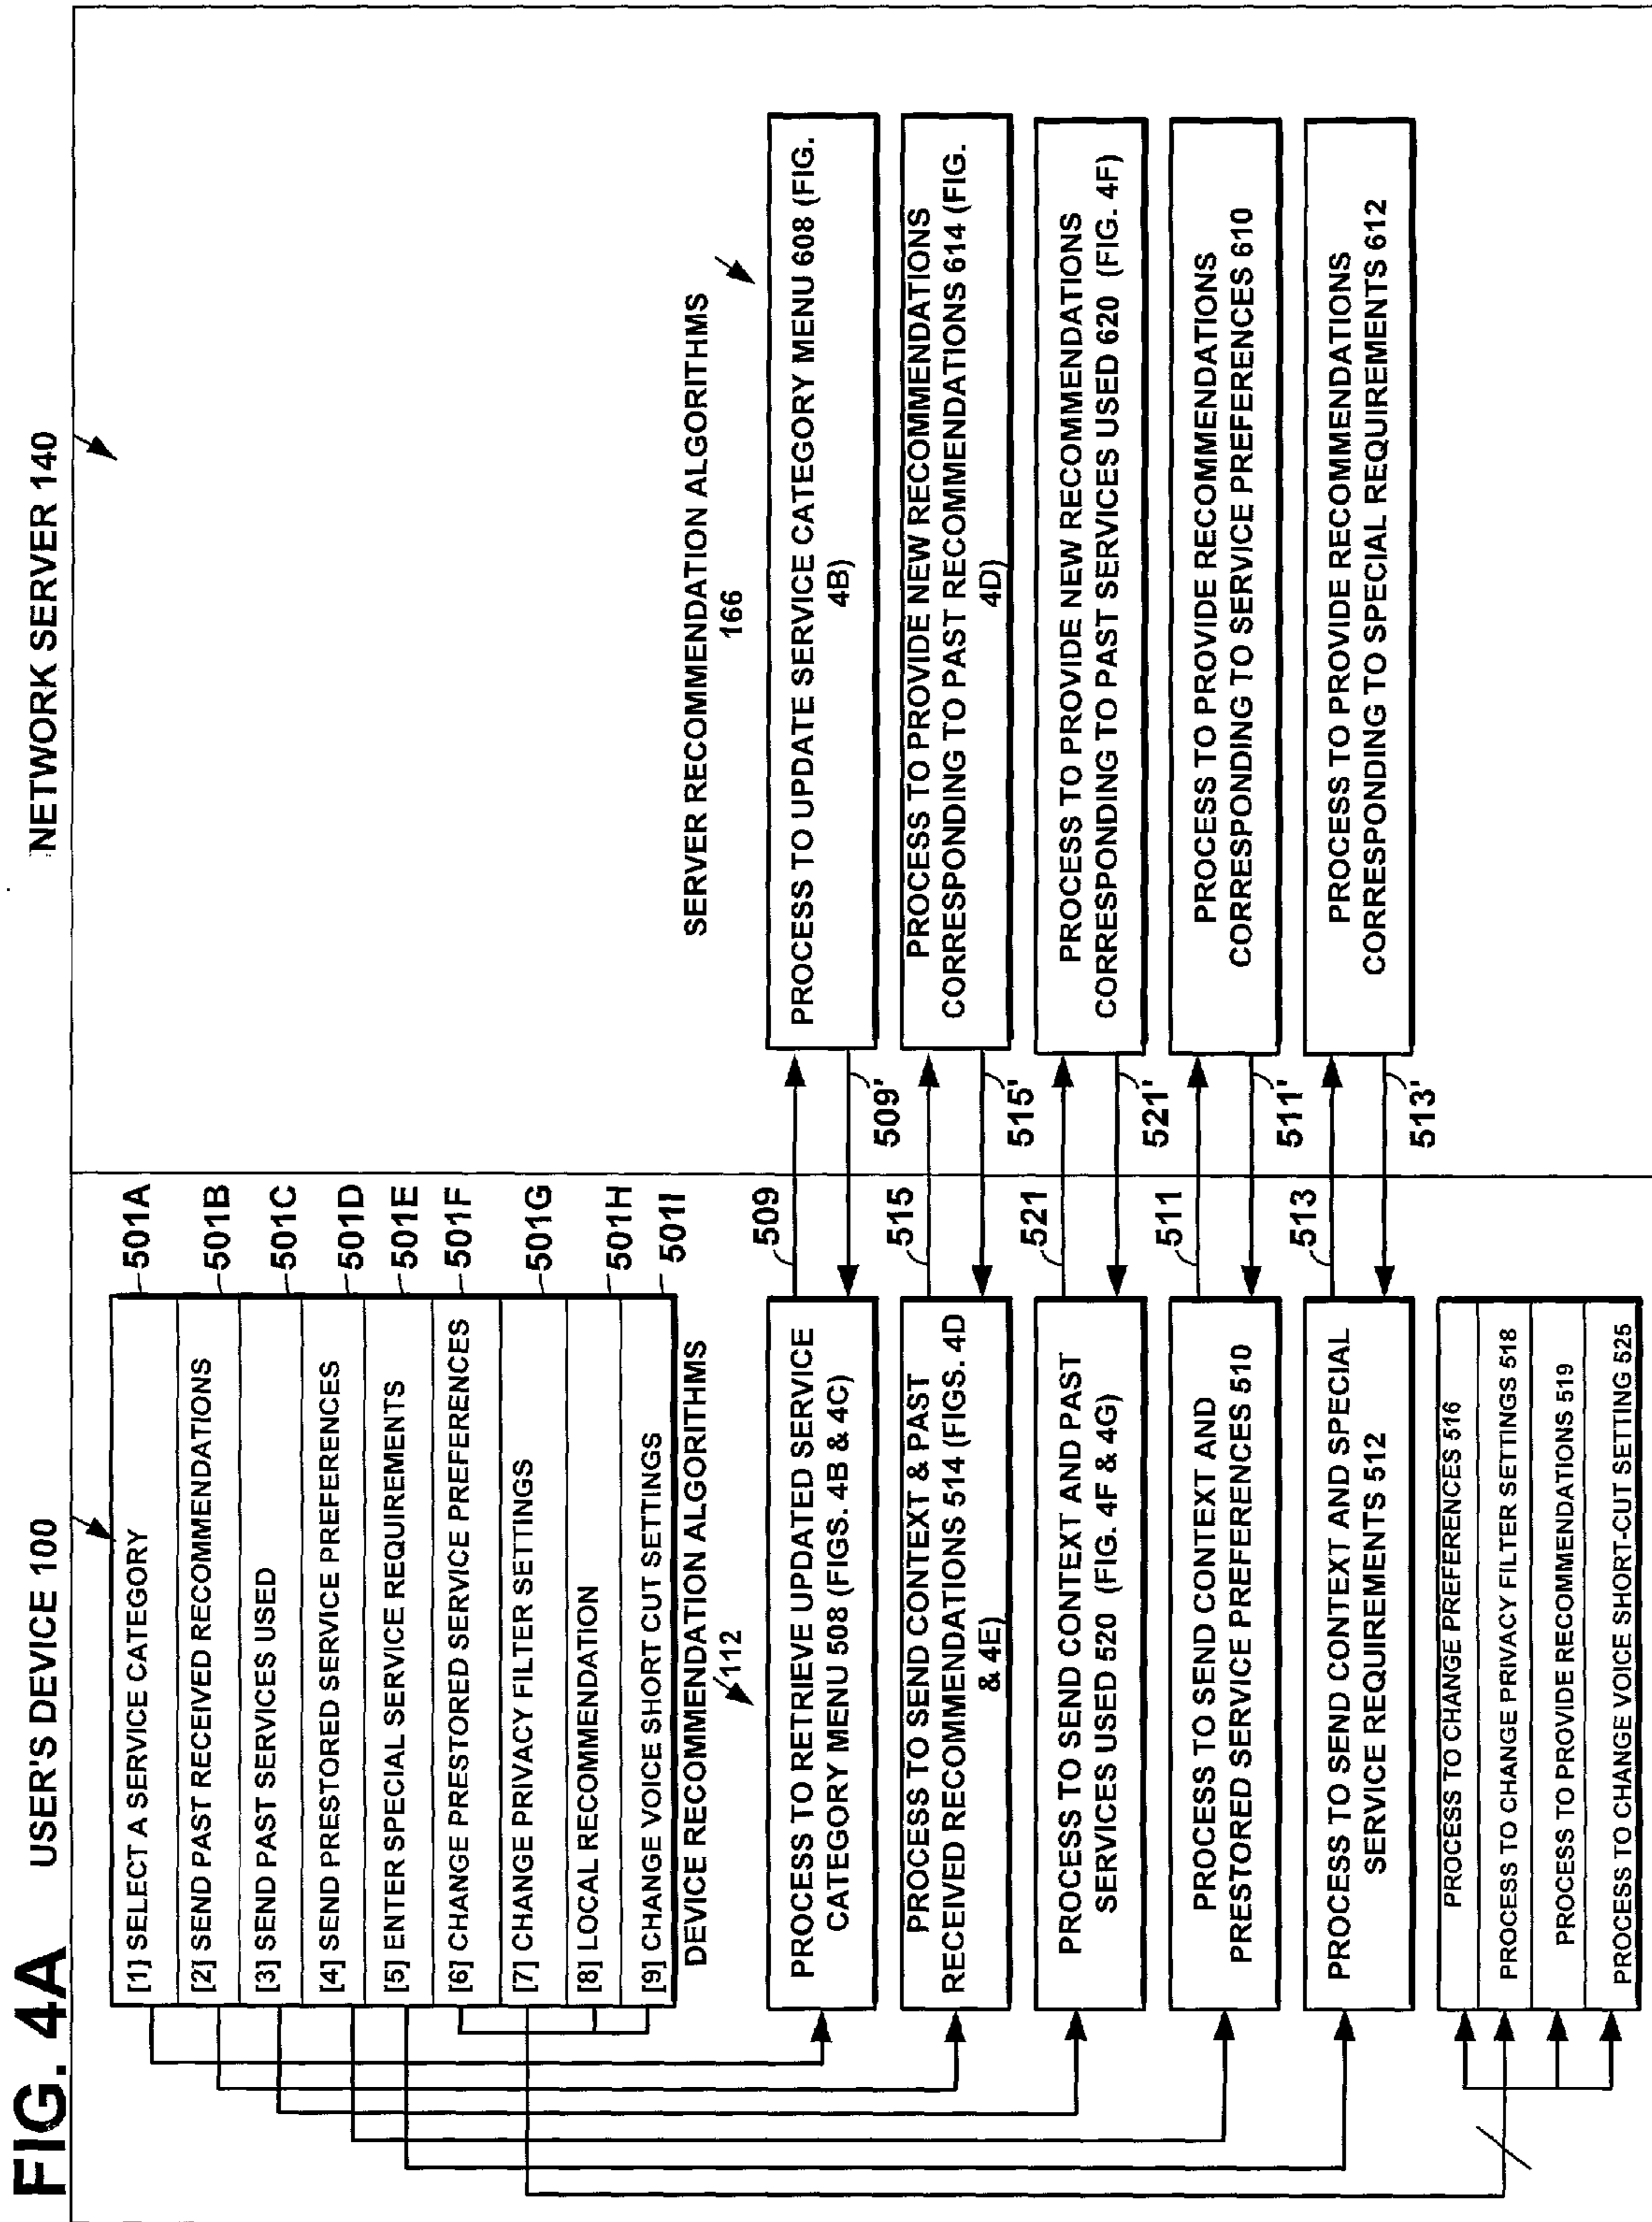 FIG. 4A
USER'S DEVICE 100
NETWORK SERVER 140
[1] SELECT A SERVICE CATEGORY
501A
[2] SEND PAST RECEIVED RECOMMENDATIONS
501B
[3] SEND PAST SERVICES USED
501C
[4] SEND PRESTORED SERVICE PREFERENCES
501D
[5] ENTER SPECIAL SERVICE REQUIREMENTS
501E
[6] CHANGE PRESTORED SERVICE PREFERENCES
501F
[7] CHANGE PRIVACY FILTER SETTINGS
501G
[8] LOCAL RECOMMENDATION
501H
[9] CHANGE VOICE SHORT CUT SETTINGS
501I
DEVICE RECOMMENDATION ALGORITHMS
112
SERVER RECOMMENDATION ALGORITHMS
166
PROCESS TO RETRIEVE UPDATED SERVICE
CATEGORY MENU 508 (FIGS. 4B & 4C)
509
509'
PROCESS TO UPDATE SERVICE CATEGORY MENU 608 (FIG.
4B)
PROCESS TO SEND CONTEXT & PAST
RECEIVED RECOMMENDATIONS 514 (FIGS. 4D
& 4E)
515
515'
PROCESS TO PROVIDE NEW RECOMMENDATIONS
CORRESPONDING TO PAST RECOMMENDATIONS 614 (FIG.
4D)
PROCESS TO SEND CONTEXT AND PAST
SERVICES USED 520 (FIG. 4F & 4G)
521
521'
PROCESS TO PROVIDE NEW RECOMMENDATIONS
CORRESPONDING TO PAST SERVICES USED 620 (FIG. 4F)
PROCESS TO SEND CONTEXT AND
PRESTORED SERVICE PREFERENCES 510
511
511'
PROCESS TO PROVIDE RECOMMENDATIONS
CORRESPONDING TO SERVICE PREFERENCES 610
PROCESS TO SEND CONTEXT AND SPECIAL
SERVICE REQUIREMENTS 512
513
513'
PROCESS TO PROVIDE RECOMMENDATIONS
CORRESPONDING TO SPECIAL REQUIREMENTS 612
PROCESS TO CHANGE PREFERENCES 516
PROCESS TO CHANGE PRIVACY FILTER SETTINGS 518
PROCESS TO PROVIDE RECOMMENDATIONS 519
PROCESS TO CHANGE VOICE SHORT-CUT SETTING 525